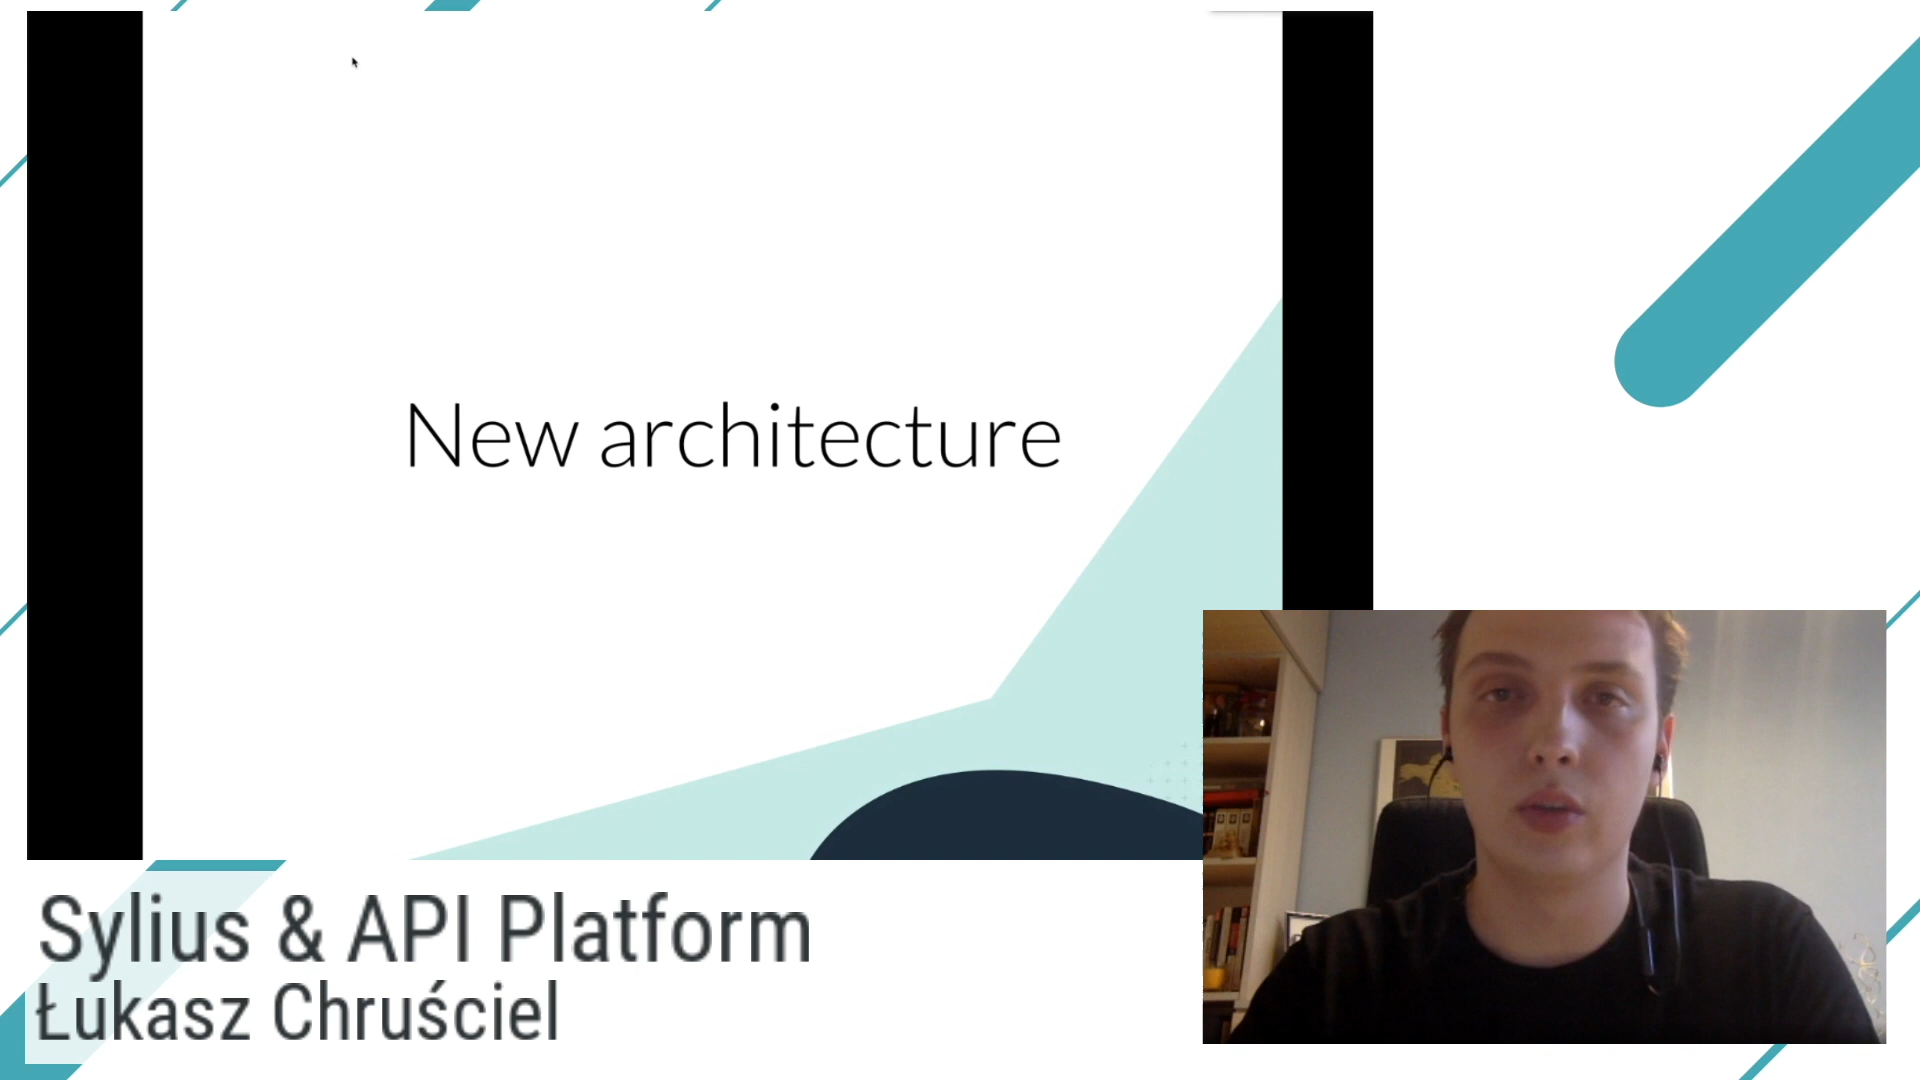 New architecture
Sylius & API Platform
Łukasz Chruściel